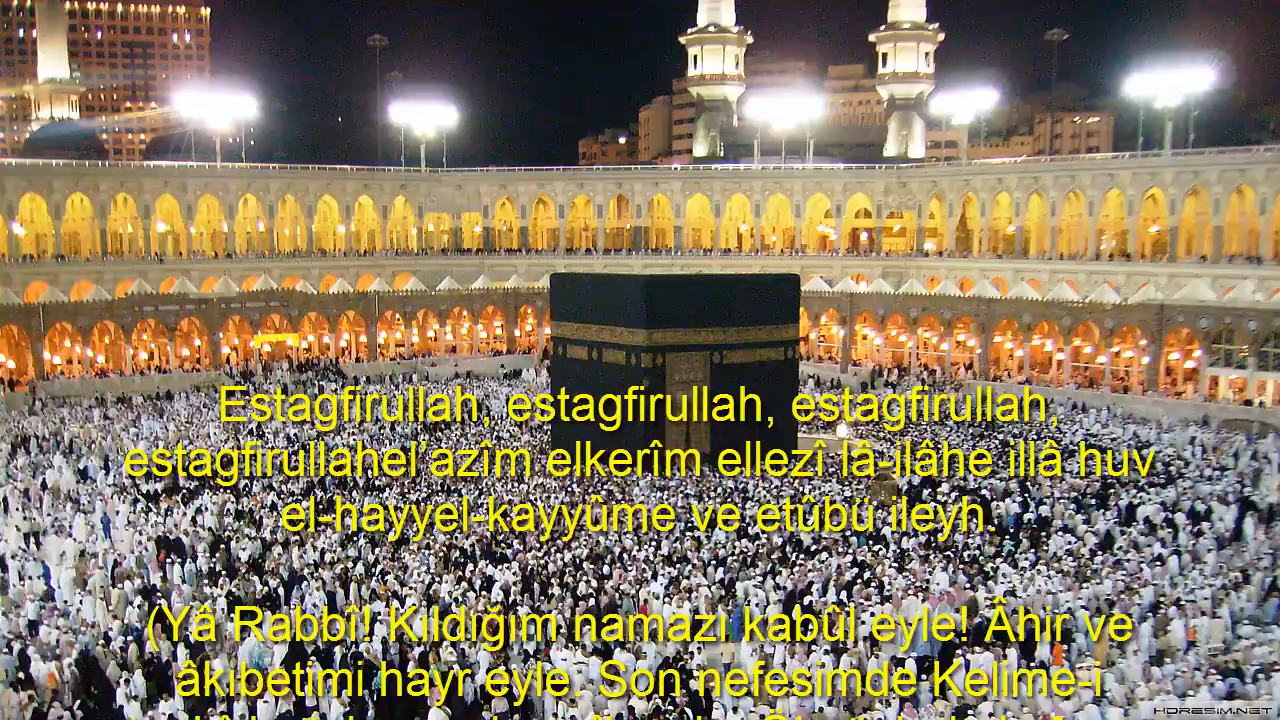 Estagfirullah, estagfirullah, estagfirullah,
estagfirullahel'azîm elkerîm ellezî lâ-ilâhe illâ huv
el-hayyel-kayyûme ve etûbü ileyh.
(Yâ Rabbî! Kıldığım namazı kabûl eyle! Âhir ve
âkıbetimi hayr eyle. Son nefesimde Kelime-i
HDRESIM.NET